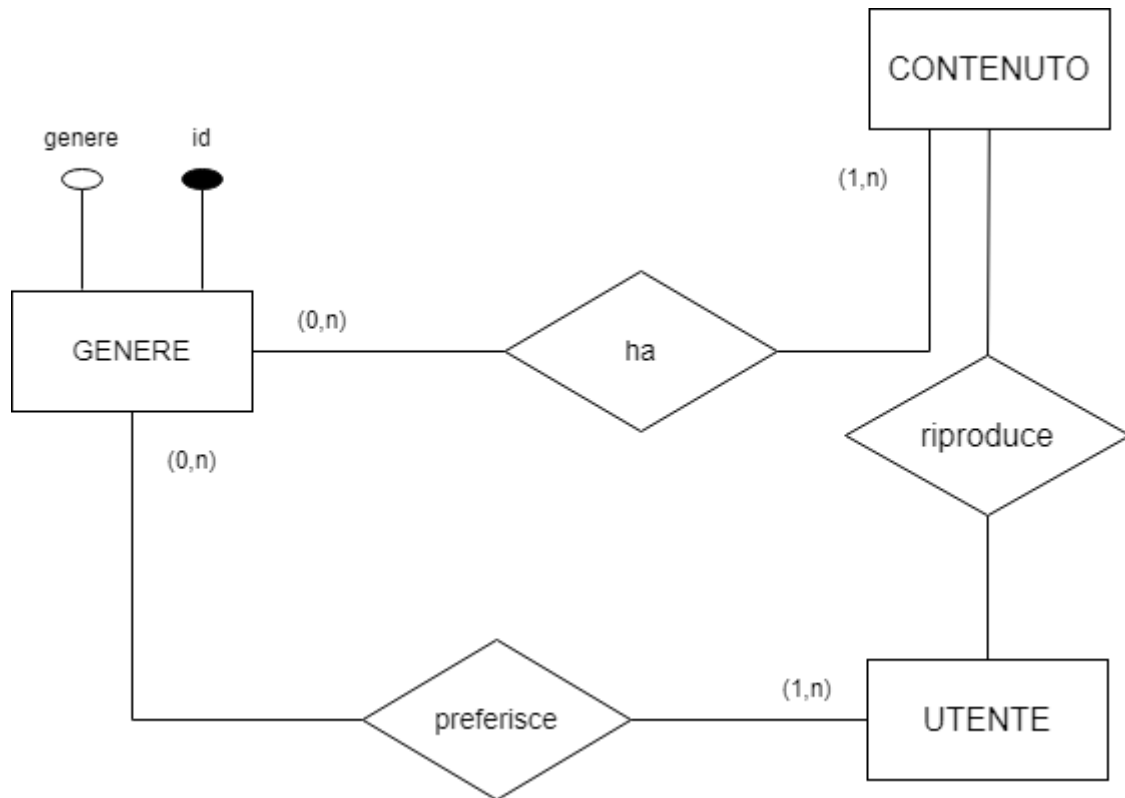 CONTENUTO
genere
id
(1,n)
(0,n)
GENERE
ha
riproduce
(0,n)
(1,n)
preferisce
UTENTE